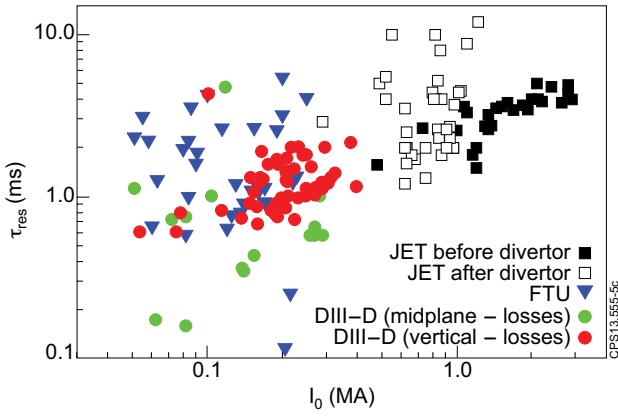 10.0
1.0
0.1
τres (ms)
JET before divertor
JET after divertor
FTU
DIII–D (midplane – losses)
DIII–D (vertical – losses)
0.1
1.0
I0 (MA)
CPS13.555-5c